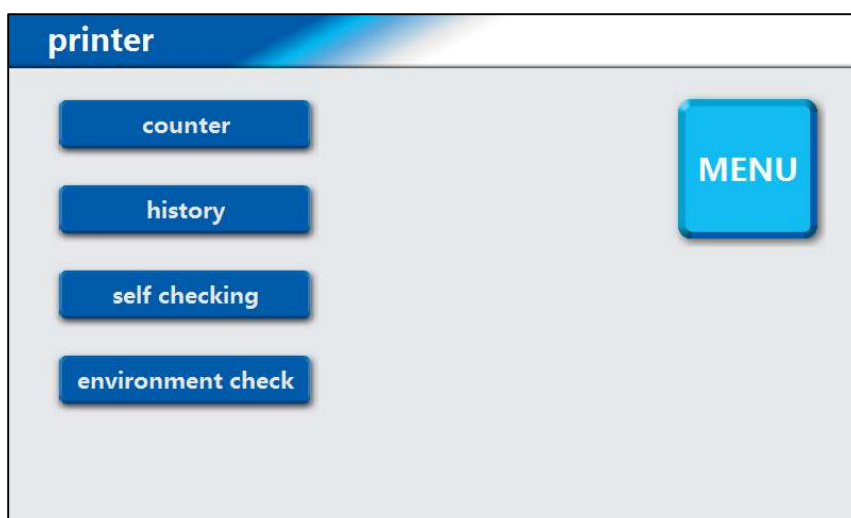 printer
counter
MENU
history
self checking
environment check